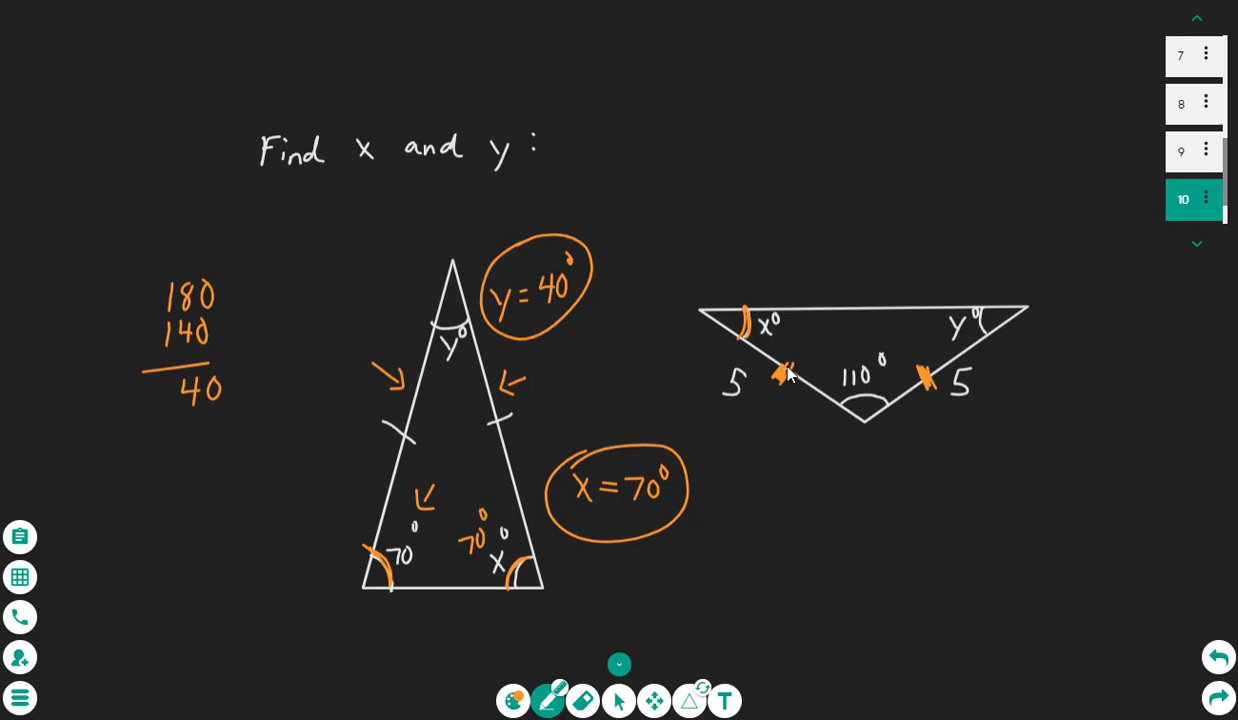 Find x and y :
180
140
40
y = 40°
y°
70°
70°
x°
x = 70°
x°
y°
5
110°
5
7
8
9
10
T